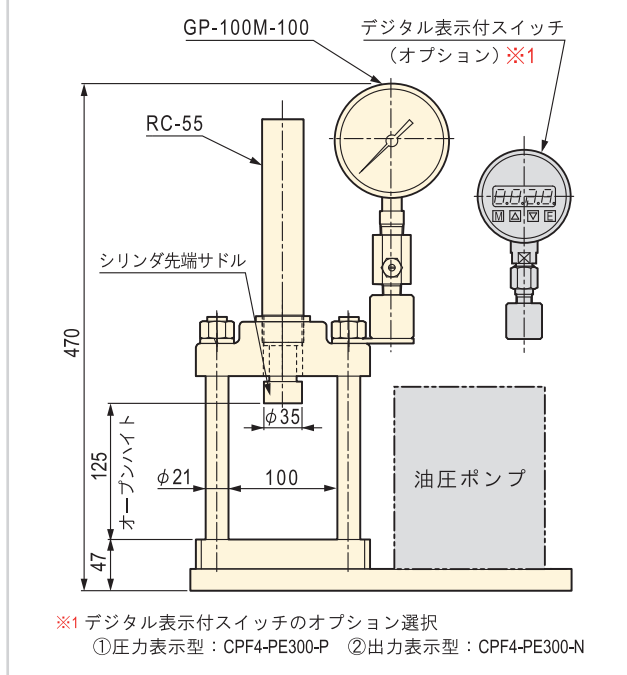 GP-100M-100
デジタル表示付スイッチ
(オプション)※1
RC-55
シリンダ先端サドル
8.0.3.0.
M △ ▽ E
470
φ35
125
オープンハイト
φ21
100
油圧ポンプ
47
※1 デジタル表示付スイッチのオプション選択
①圧力表示型：CPF4-PE300-P ②出力表示型：CPF4-PE300-N